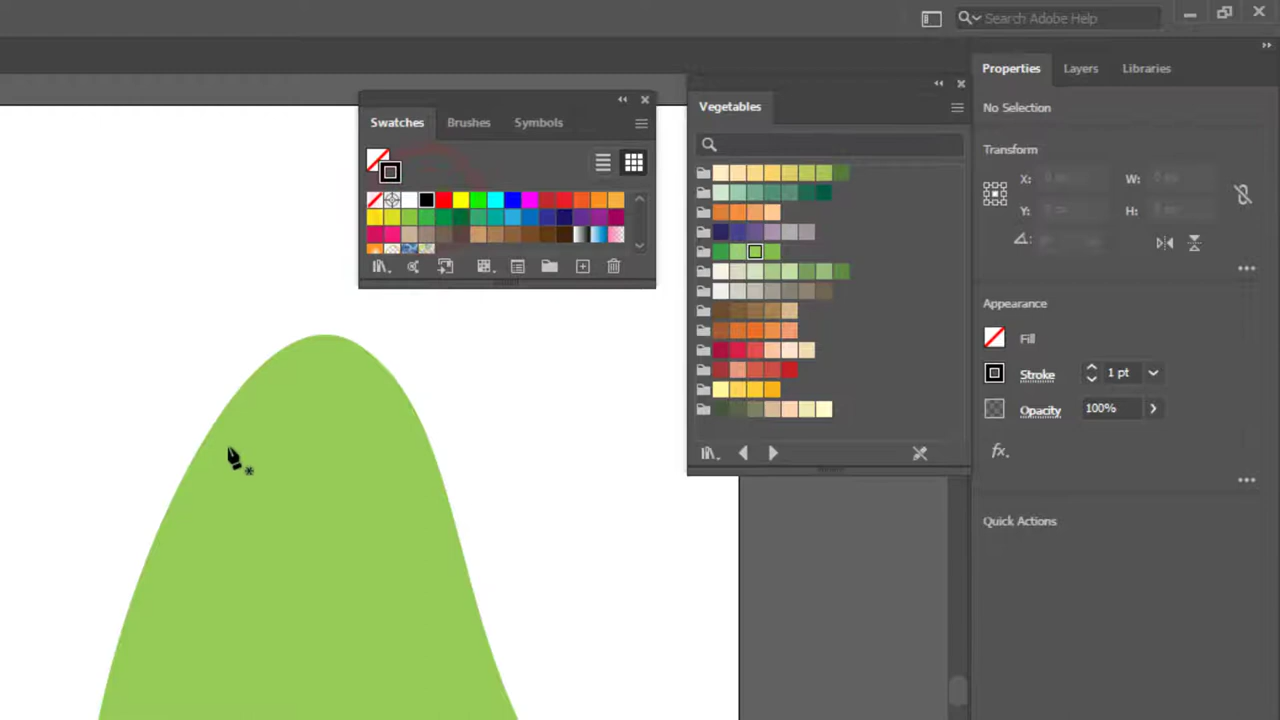 Search Adobe Help
Properties Layers Libraries
No Selection
Transform
X: W:
Y: H:
Appearance
Fill
Stroke 1 pt
Opacity 100%
fx.
Quick Actions
Swatches Brushes Symbols
Vegetables